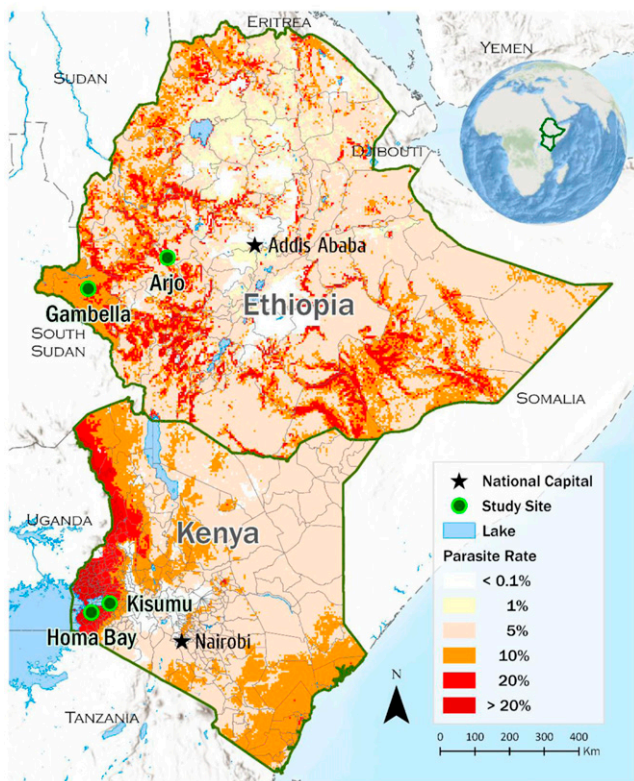 ERITREA
YEMEN
SUDAN
DJIBOUTI
Addis Ababa
Arjo
Gambella
Ethiopia
SOUTH
SUDAN
SOMALIA
National Capital
Study Site
Lake
Parasite Rate
< 0.1%
1%
5%
10%
20%
> 20%
UGANDA
Kenya
Kisumu
Homa Bay
Nairobi
N
TANZANIA
0 100 200 300 400
Km